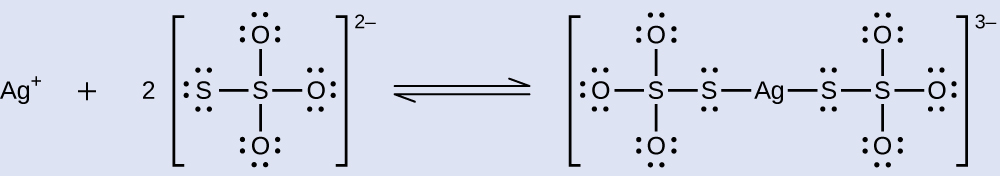 O O O O
2– 3–
Ag+ + 2 S S O ⇌ O S S Ag S S O
O O O O